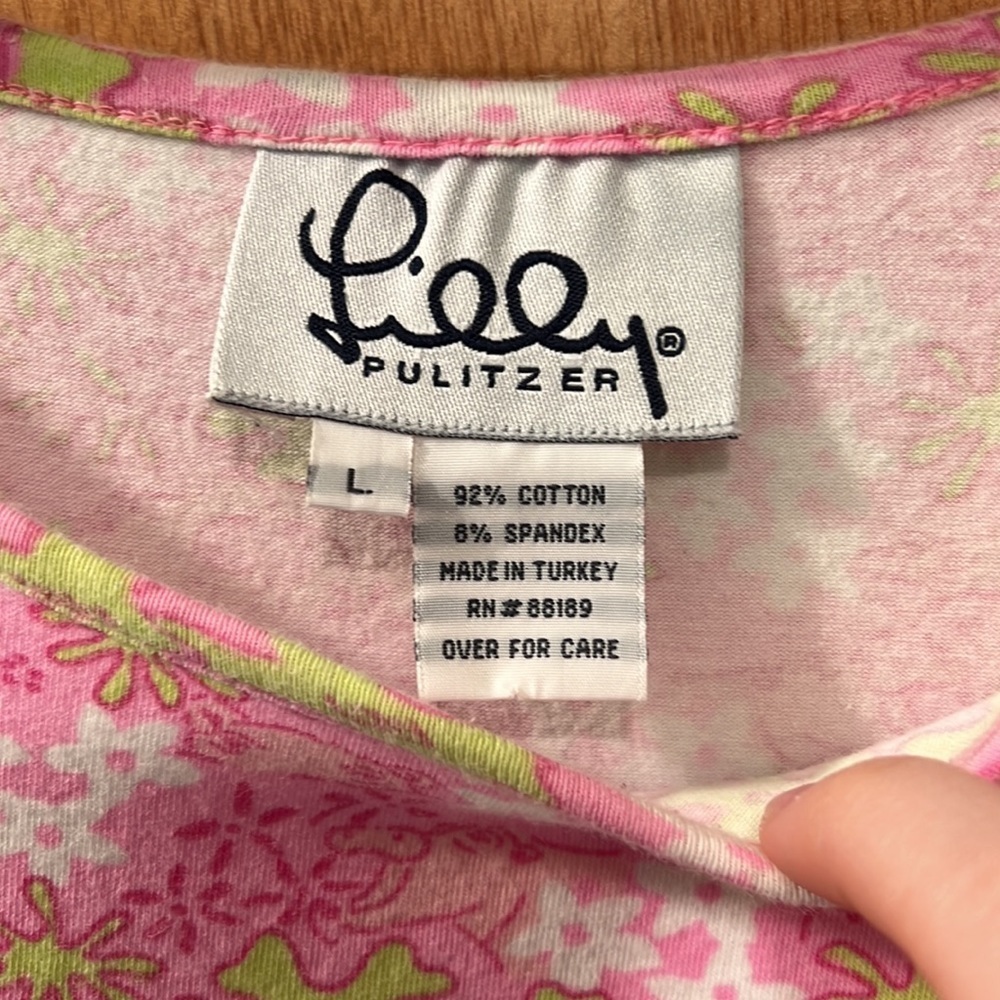 Lilly®
PULITZER
L.
92% COTTON
8% SPANDEX
MADE IN TURKEY
RN#88189
OVER FOR CARE